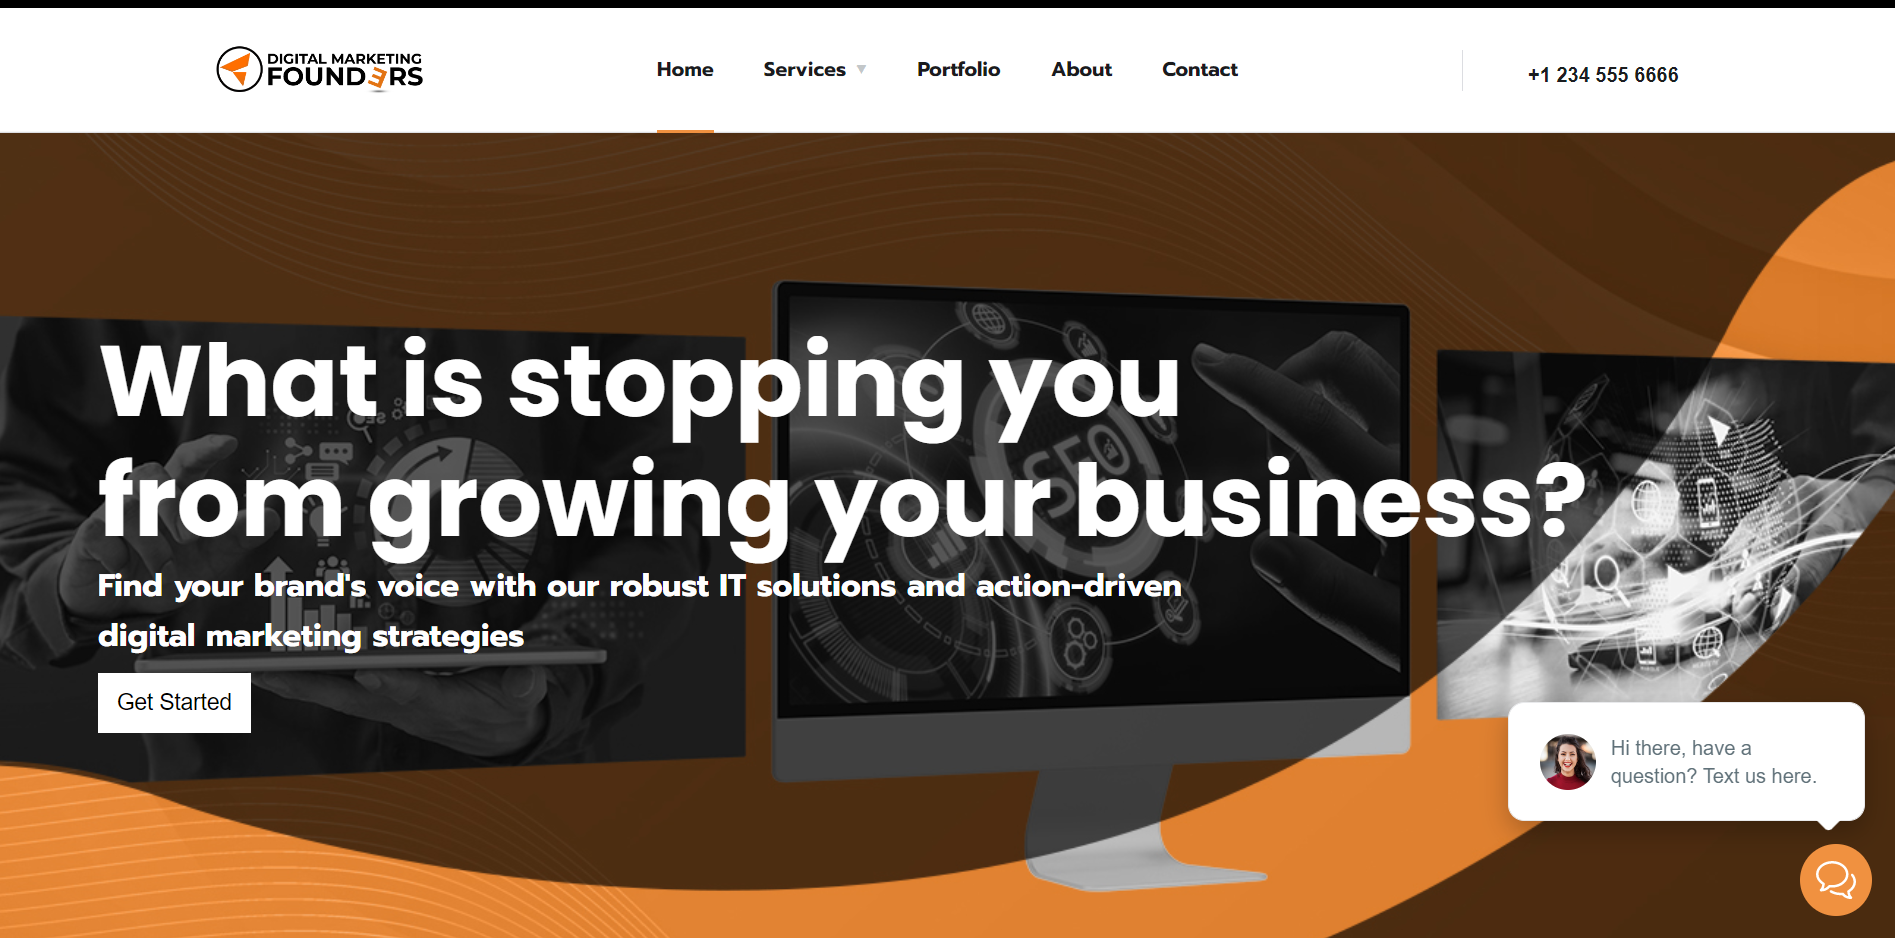 DIGITAL MARKETING
FOUNDERS
Home
Services
Portfolio
About
Contact
+1 234 555 6666
What is stopping you
from growing your business?
Find your brand's voice with our robust IT solutions and action-driven
digital marketing strategies
Get Started
SEO
SEO
Hi there, have a
question? Text us here.